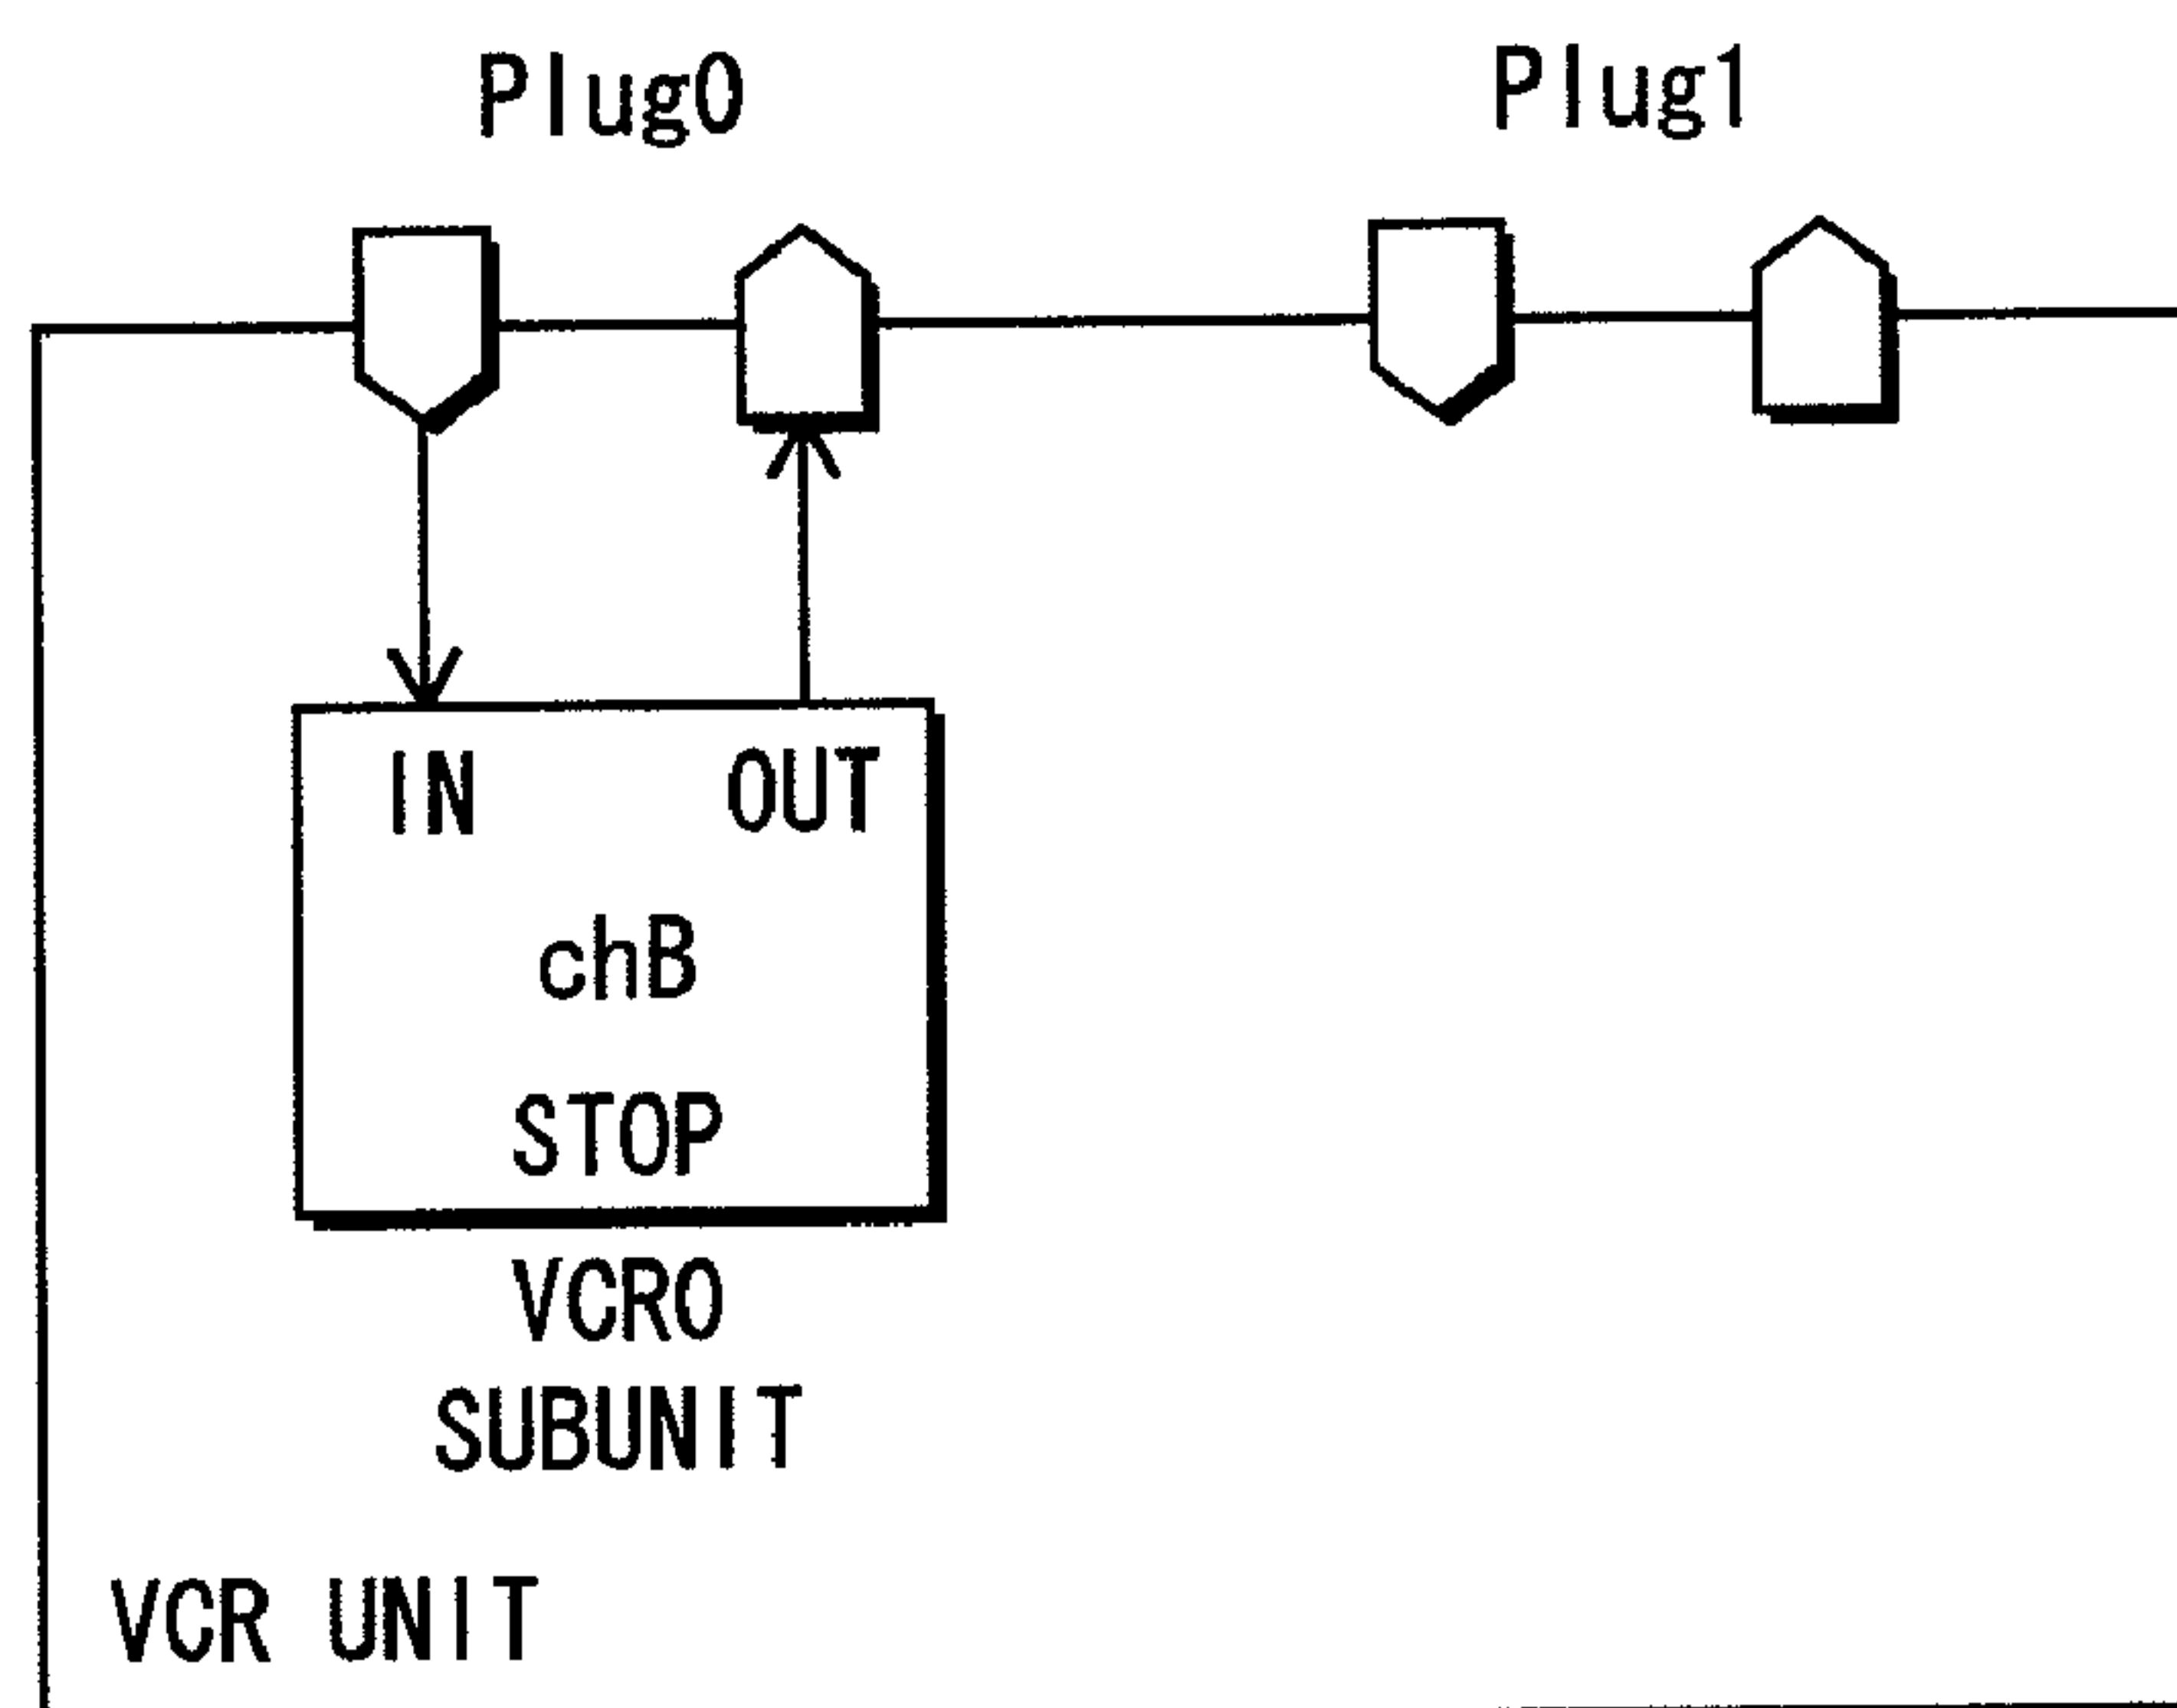 Plug0 Plug1
IN OUT
chB
STOP
VCR0
SUBUNIT
VCR UNIT